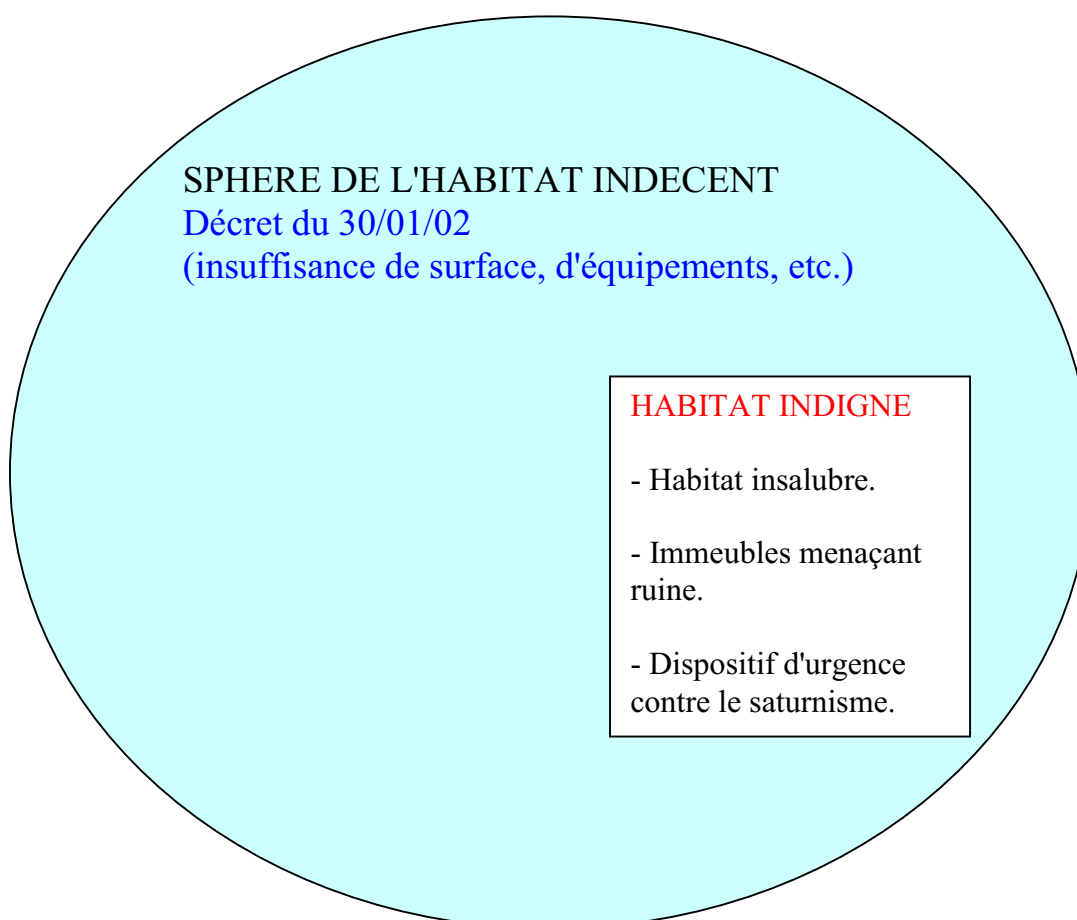 SPHERE DE L'HABITAT INDECENT
Décret du 30/01/02
(insuffisance de surface, d'équipements, etc.)
HABITAT INDIGNE
- Habitat insalubre.
- Immeubles menaçant
ruine.
- Dispositif d'urgence
contre le saturnisme.